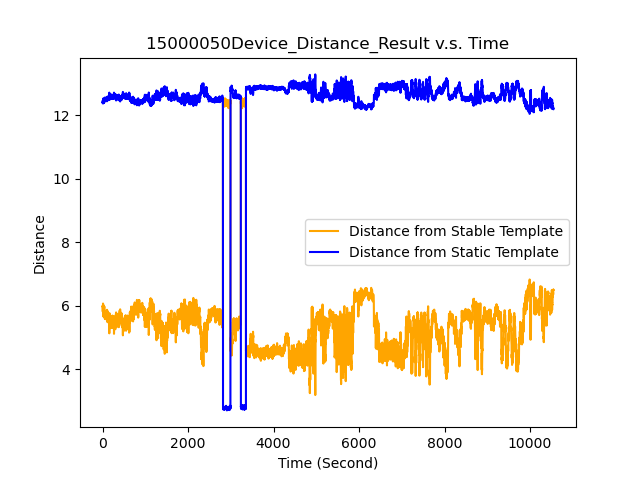 15000050Device_Distance_Result v.s. Time
Distance
12
10
8
6
4
Distance from Stable Template
Distance from Static Template
0
2000
4000
6000
8000
10000
Time (Second)